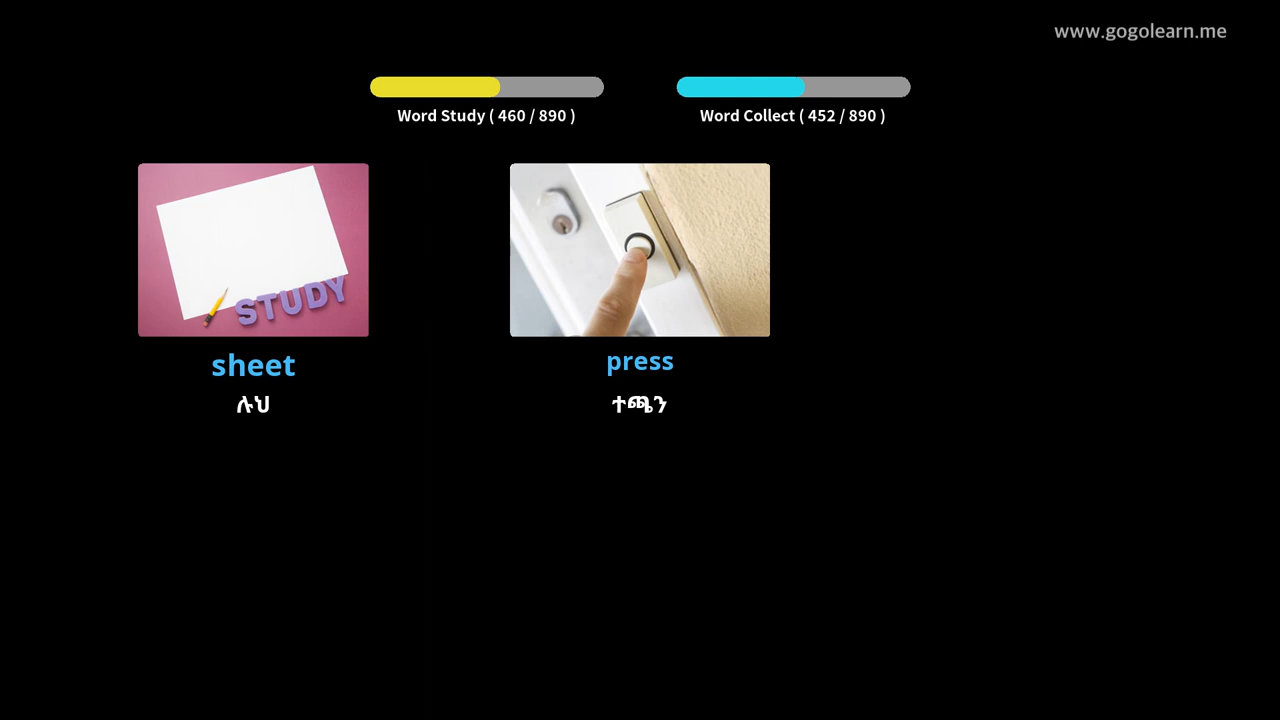 www.gogolearn.me
Word Study ( 460 / 890 )
Word Collect ( 452 / 890 )
STUDY
sheet
press
ሉህ
ተጫን